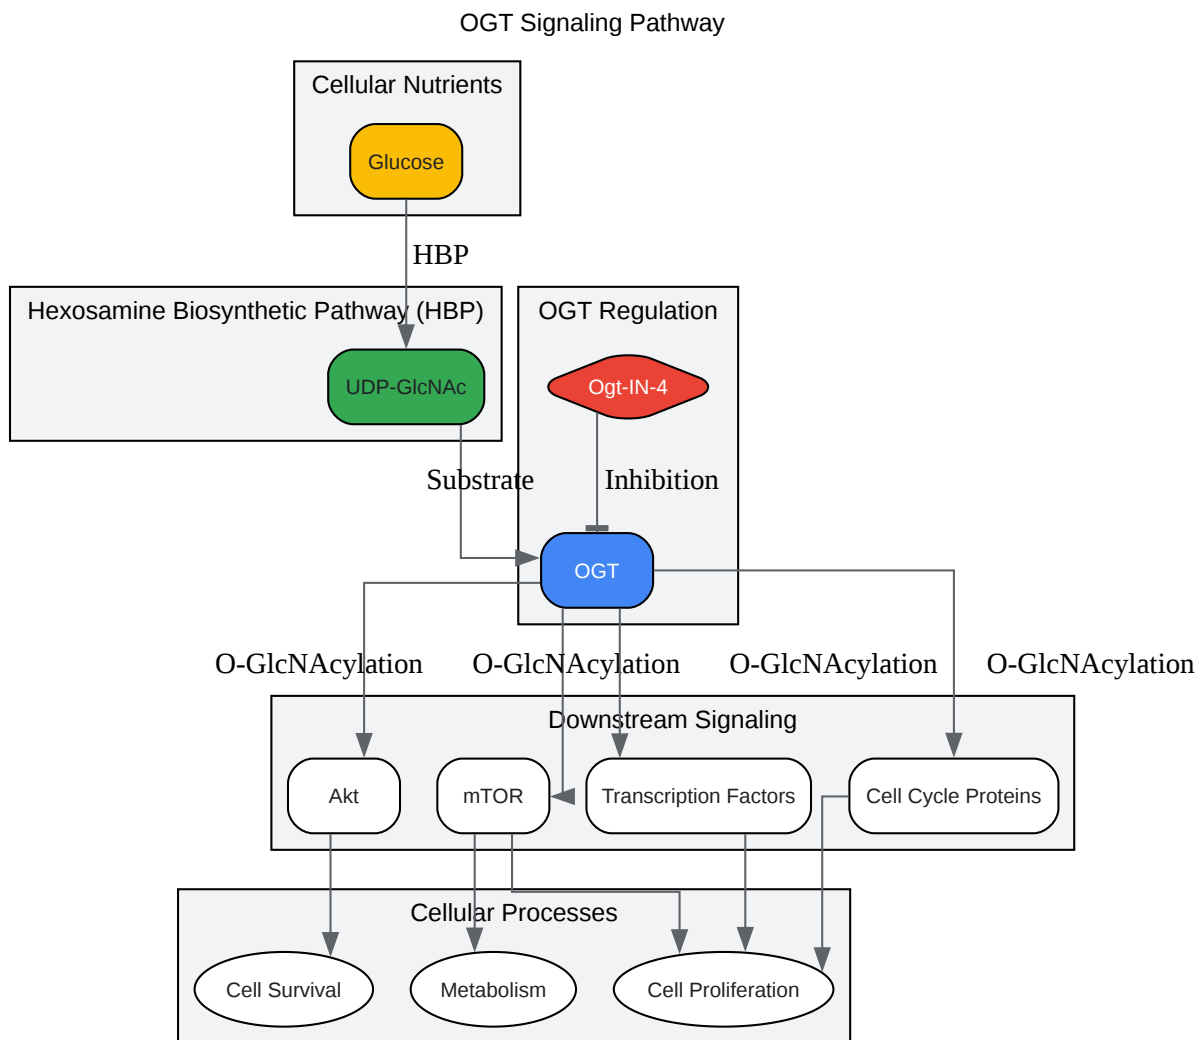 OGT Signaling Pathway
Cellular Nutrients
Glucose
HBP
Hexosamine Biosynthetic Pathway (HBP)
OGT Regulation
UDP-GlcNAc
Ogt-IN-4
Substrate
Inhibition
OGT
O-GlcNAcylation
O-GlcNAcylation
O-GlcNAcylation
O-GlcNAcylation
Downstream Signaling
Akt
mTOR
Transcription Factors
Cell Cycle Proteins
Cellular Processes
Cell Survival
Metabolism
Cell Proliferation